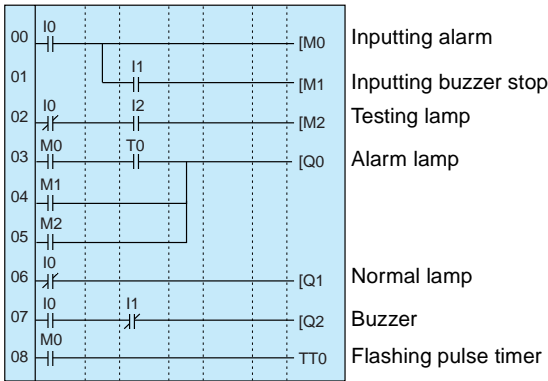 I0
00 [M0 Inputting alarm
I1
01 [M1 Inputting buzzer stop
I0 I2
02 [M2 Testing lamp
M0 T0
03 [Q0 Alarm lamp
M1
04
M2
05
I0
06 [Q1 Normal lamp
I0 I1
07 [Q2 Buzzer
M0
08 TT0 Flashing pulse timer